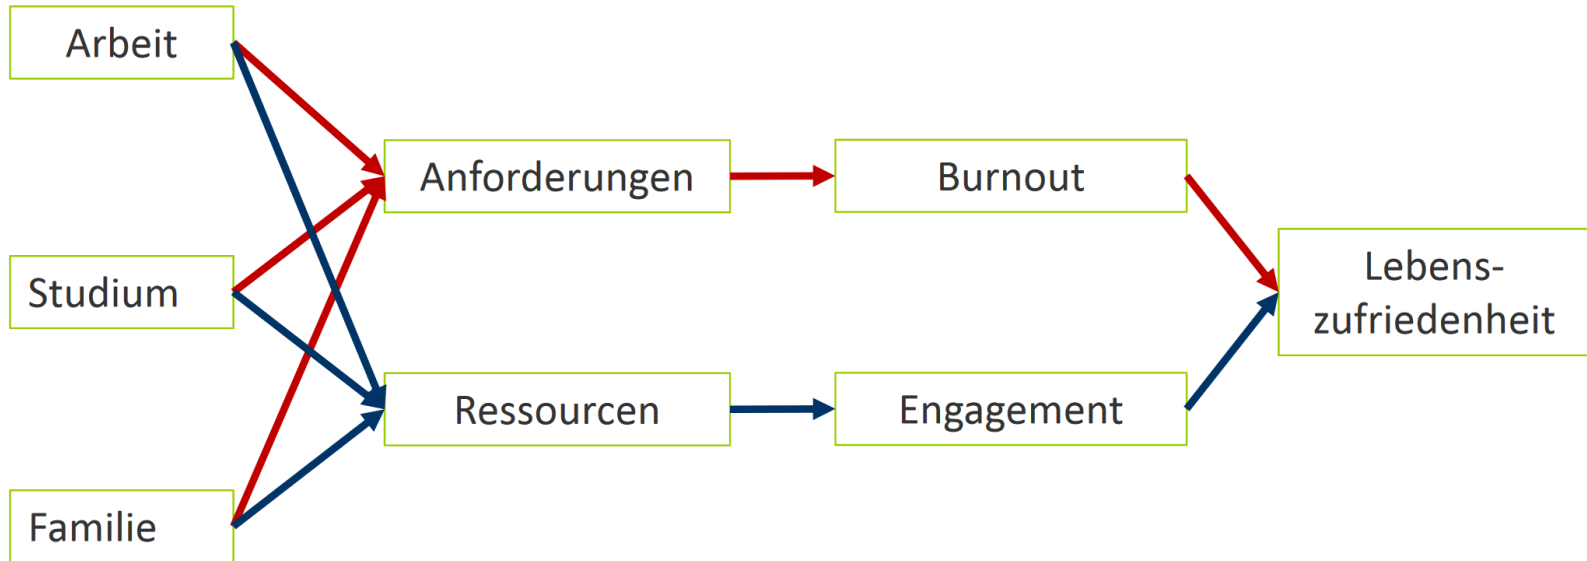 Arbeit
Anforderungen
Burnout
Studium
Lebens-
zufriedenheit
Ressourcen
Engagement
Familie